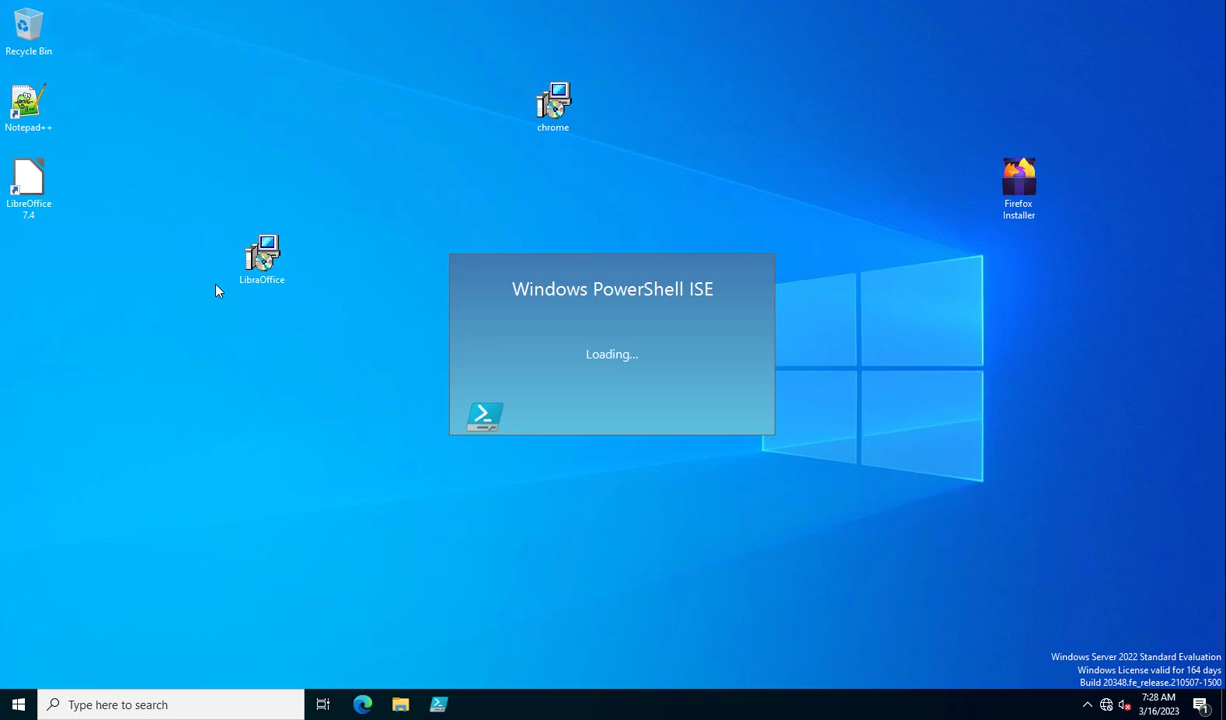 Recycle Bin
Notepad++
LibreOffice
7.4
chrome
Firefox
Installer
LibraOffice
Windows PowerShell ISE
Loading...
Windows Server 2022 Standard Evaluation
Windows License valid for 164 days
Build 20348.fe_release.210507-1500
Type here to search
7:28 AM
3/16/2023
1